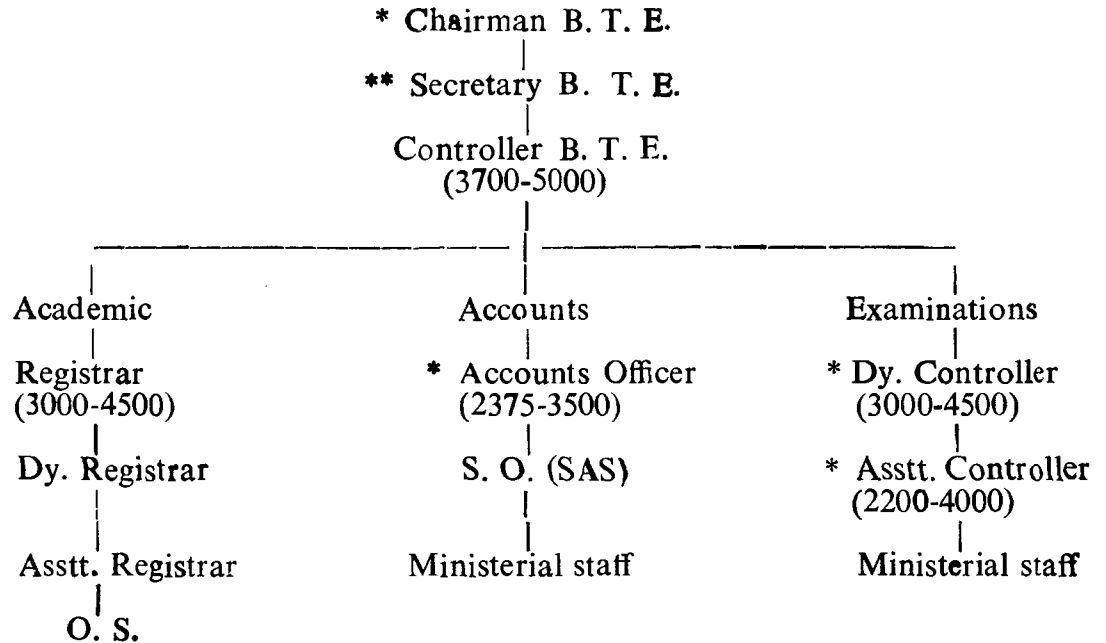 * Chairman B. T. E.
** Secretary B. T. E.
Controller B. T. E.
(3700-5000)
Academic Accounts Examinations
Registrar * Accounts Officer * Dy. Controller
(3000-4500) (2375-3500) (3000-4500)
Dy. Registrar S. O. (SAS) * Asstt. Controller
(2200-4000)
Asstt. Registrar Ministerial staff Ministerial staff
O. S.